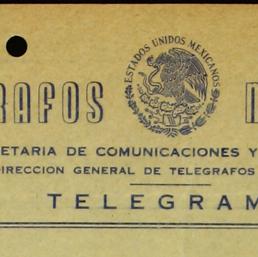 ESTADOS UNIDOS MEXICANOS
RAFOS
ETARIA DE COMUNICACIONES Y
DIRECCION GENERAL DE TELEGRAFOS
TELEGRAM